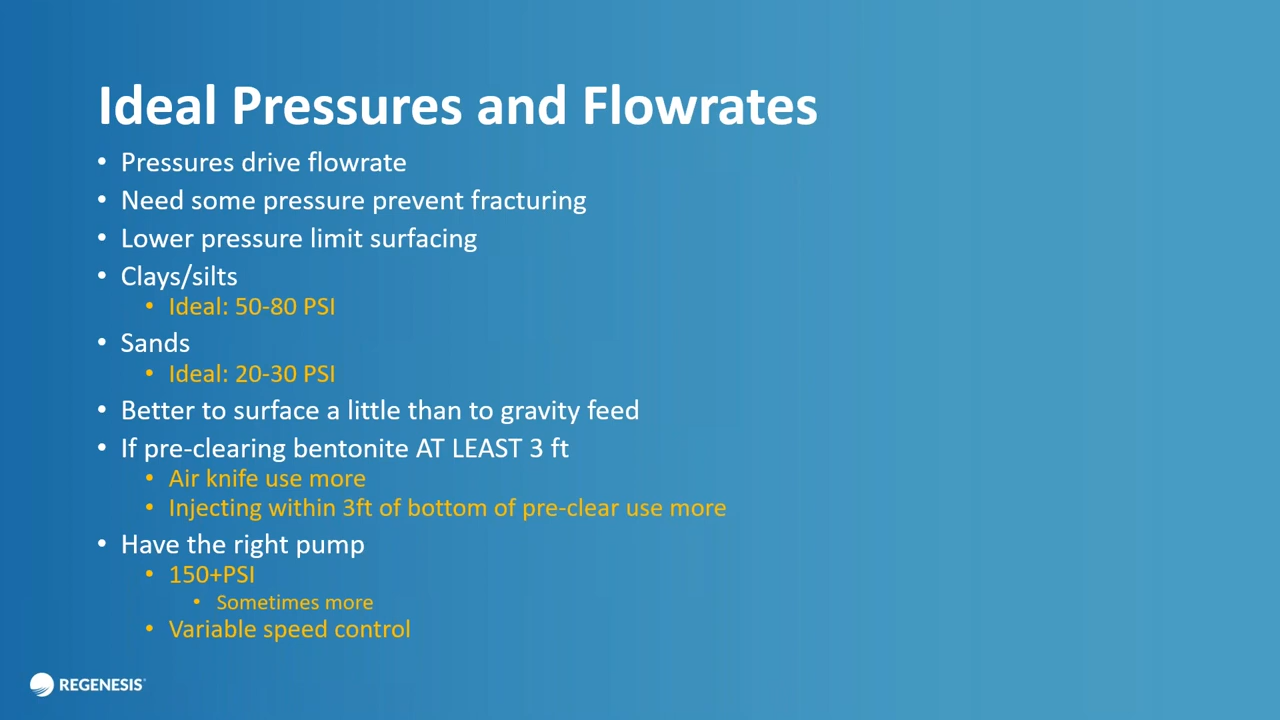 Ideal Pressures and Flowrates
• Pressures drive flowrate
• Need some pressure prevent fracturing
• Lower pressure limit surfacing
• Clays/silts
• Ideal: 50-80 PSI
• Sands
• Ideal: 20-30 PSI
• Better to surface a little than to gravity feed
• If pre-clearing bentonite AT LEAST 3 ft
• Air knife use more
• Injecting within 3ft of bottom of pre-clear use more
• Have the right pump
• 150+PSI
• Sometimes more
• Variable speed control
REGENESIS